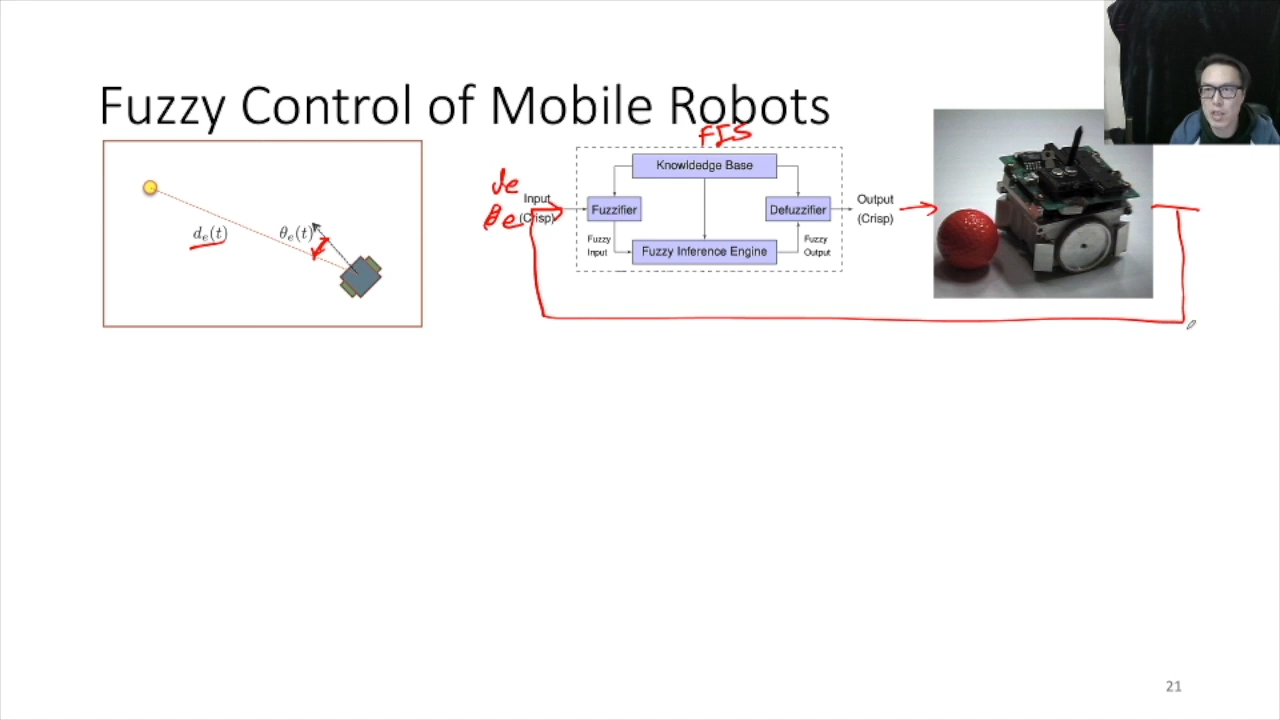 Fuzzy Control of Mobile Robots
FIS
d_e(t)
θ_e(t)
de
θe
Input
(Crisp)
Knowldedge Base
Fuzzifier
Defuzzifier
Fuzzy
Input
Fuzzy Inference Engine
Fuzzy
Output
Output
(Crisp)
21